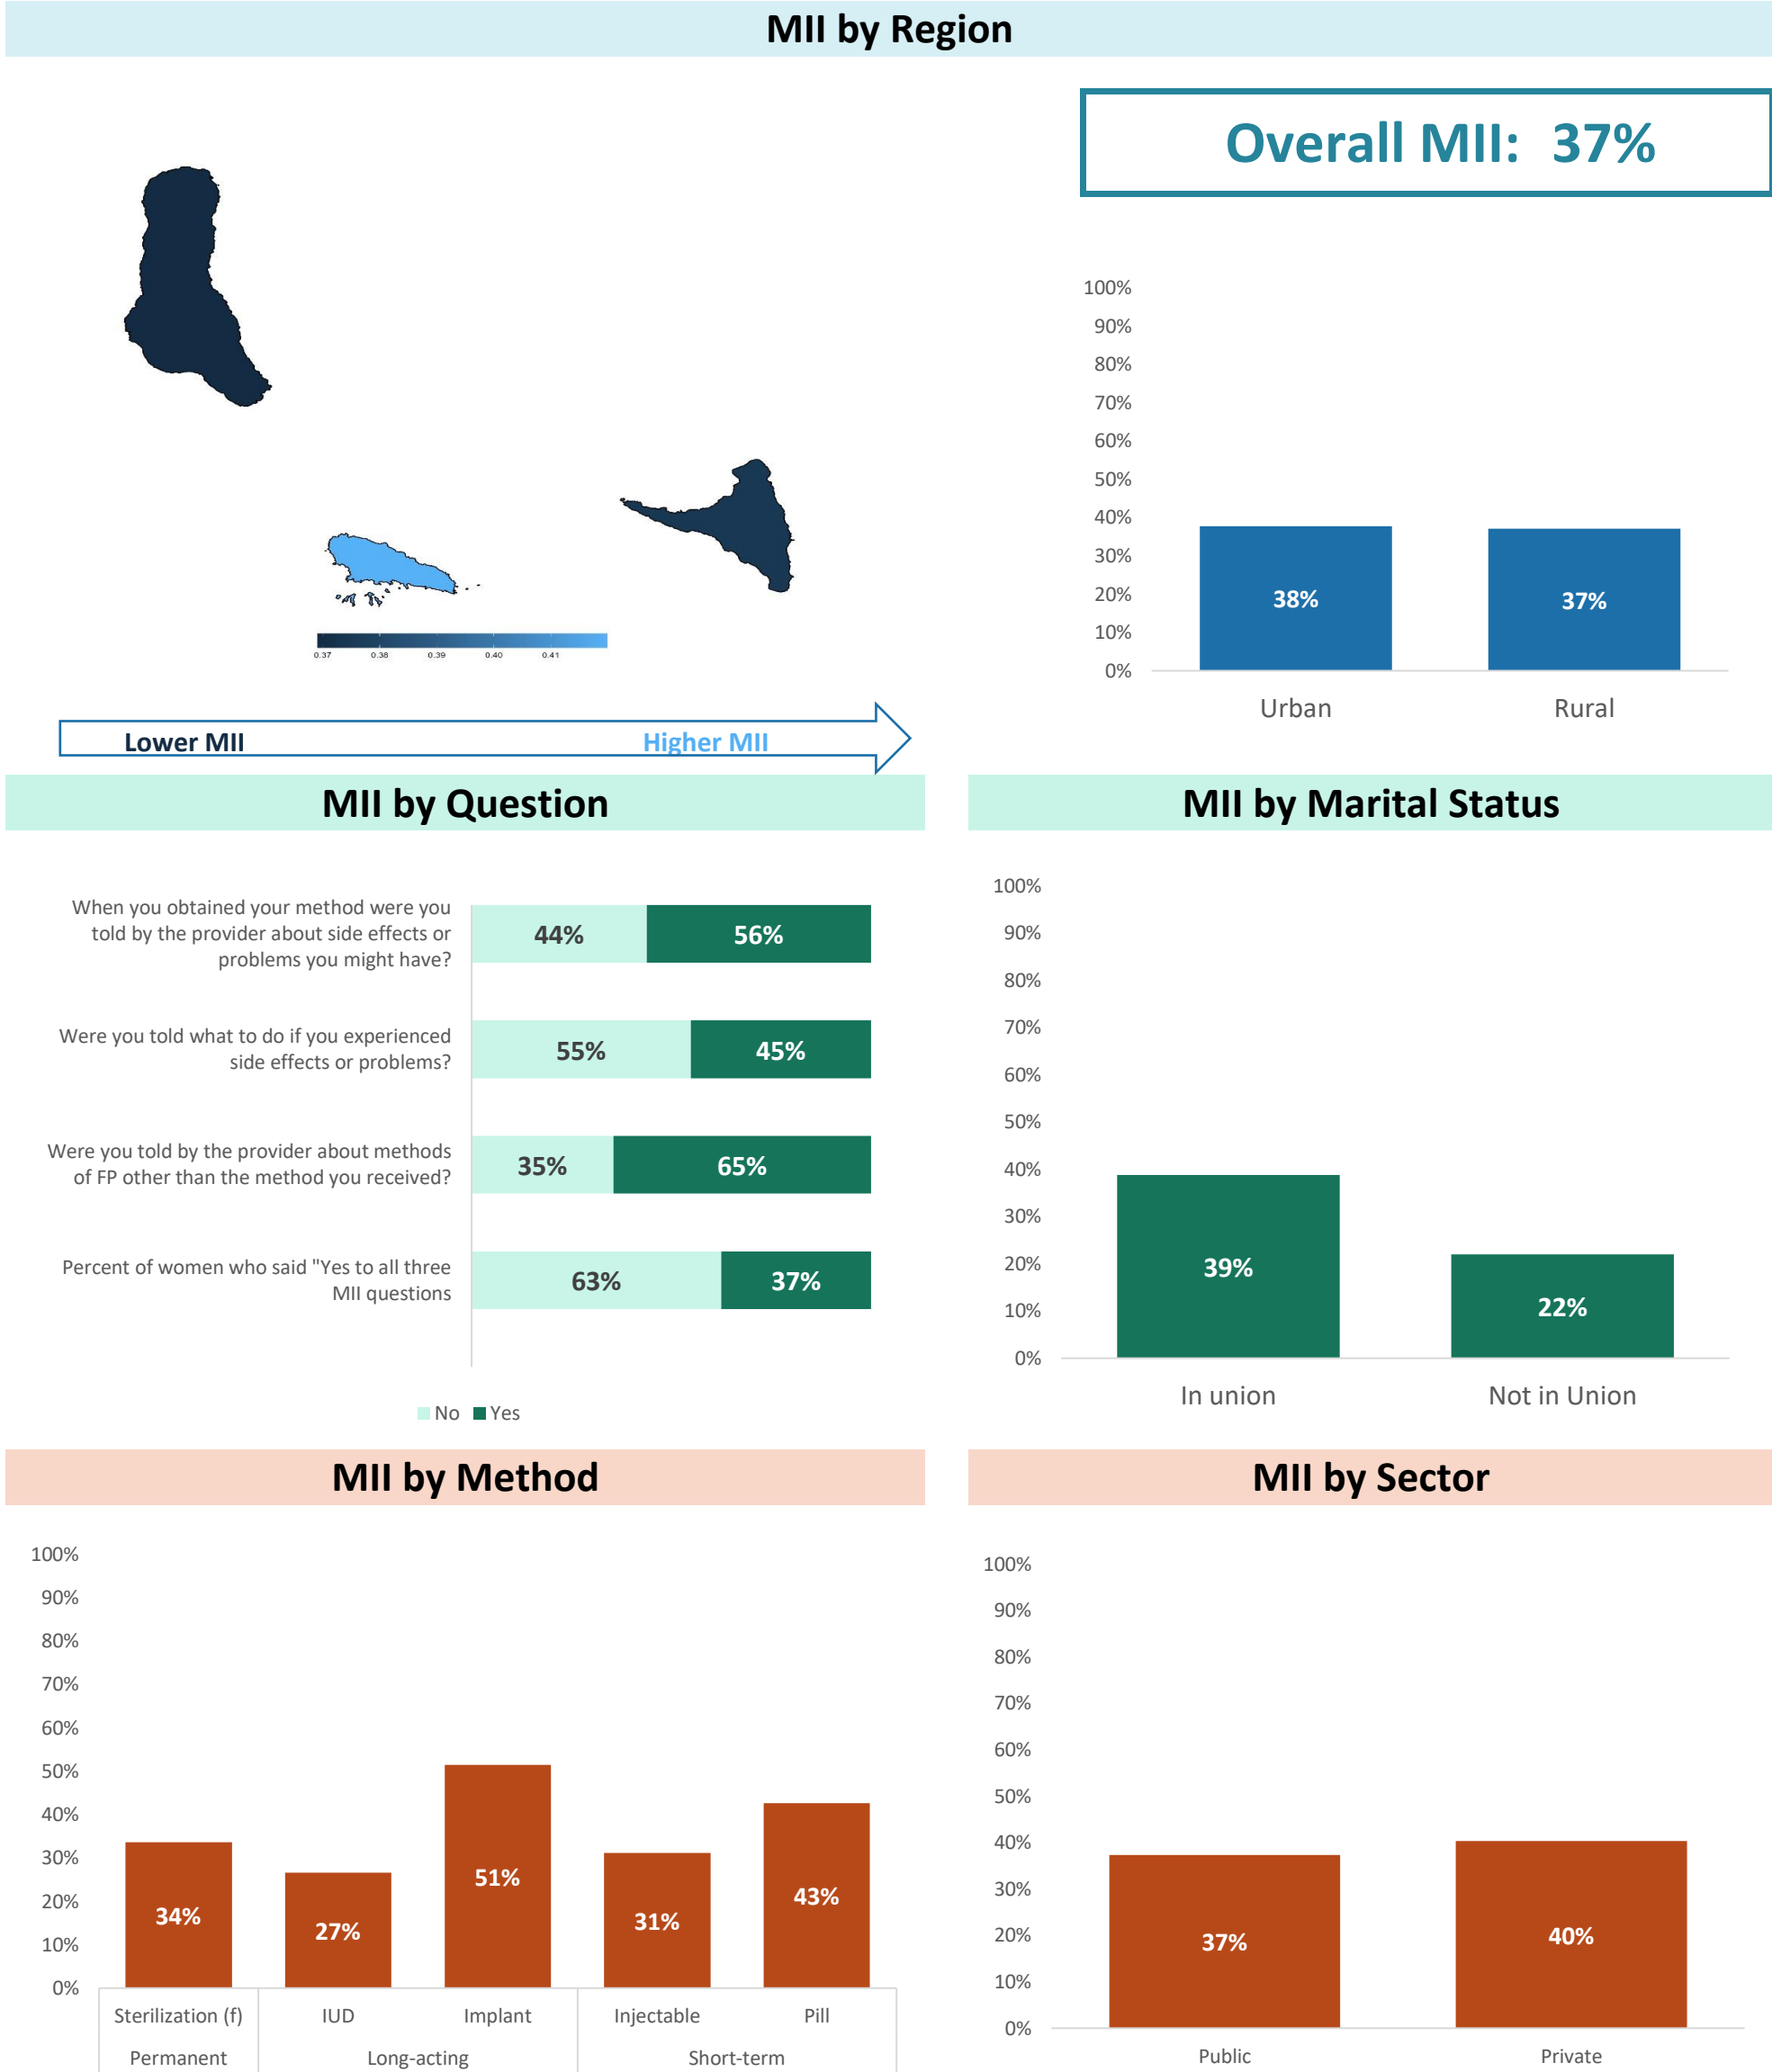 MII by Region
Overall MII: 37%
0.37 0.38 0.39 0.40 0.41
Lower MII Higher MII
100%
90%
80%
70%
60%
50%
40%
30%
20%
10%
0%
38% 37%
Urban Rural
MII by Question
When you obtained your method were you
told by the provider about side effects or
problems you might have?
44% 56%
Were you told what to do if you experienced
side effects or problems?
55% 45%
Were you told by the provider about methods
of FP other than the method you received?
35% 65%
Percent of women who said "Yes to all three
MII questions
63% 37%
No Yes
MII by Marital Status
100%
90%
80%
70%
60%
50%
40%
30%
20%
10%
0%
39% 22%
In union Not in Union
MII by Method
100%
90%
80%
70%
60%
50%
40%
30%
20%
10%
0%
34% 27% 51% 31% 43%
Sterilization (f) IUD Implant Injectable Pill
Permanent Long-acting Short-term
MII by Sector
100%
90%
80%
70%
60%
50%
40%
30%
20%
10%
0%
37% 40%
Public Private